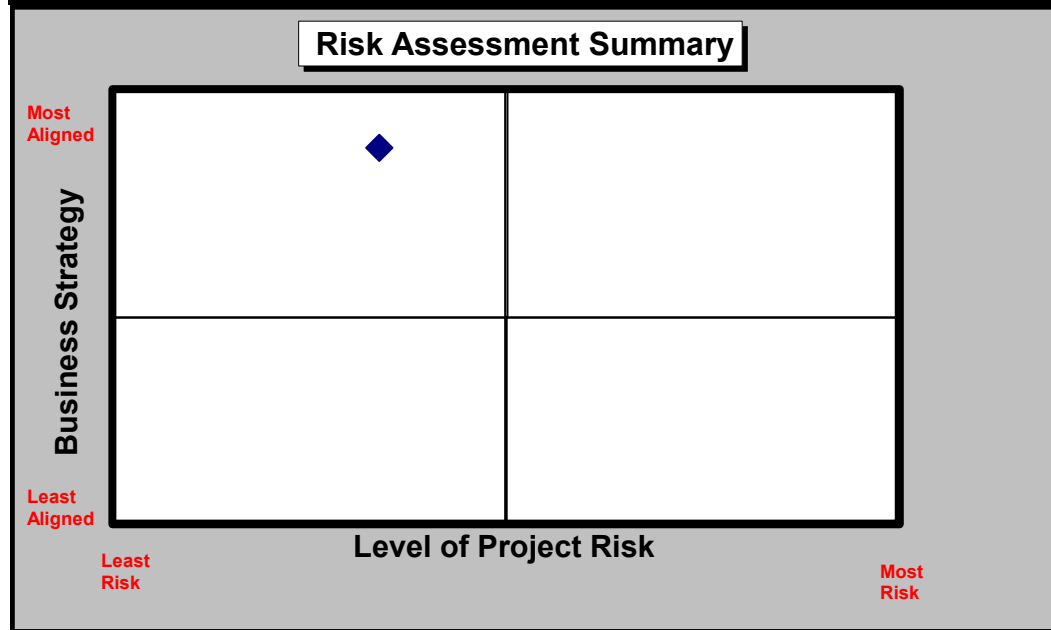 Risk Assessment Summary
Most
Aligned
Business Strategy
Least
Aligned
Level of Project Risk
Least
Risk
Most
Risk